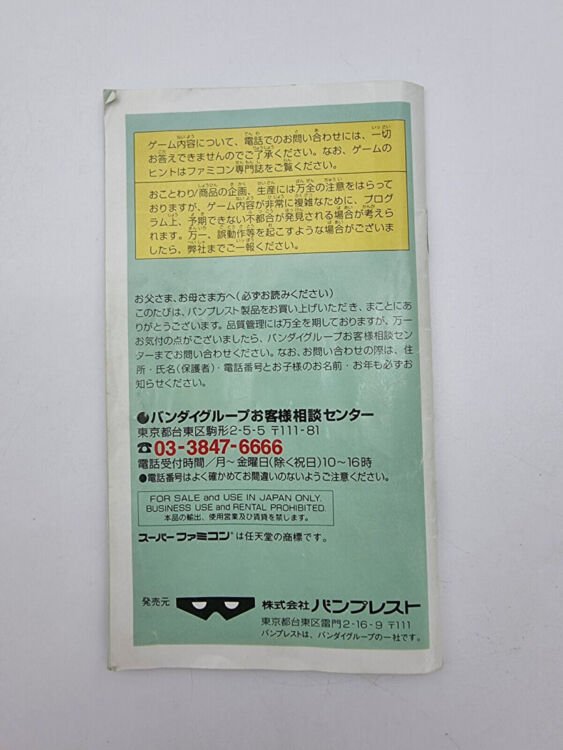 ゲーム内容について、電話でのお問い合わせには、一切
お答えできませんのでご了承ください。なお、ゲームの
ヒントはファミコン専門誌をご覧ください。
おことわり/商品の企画、生産には万全の注意をはらって
おりますが、ゲーム内容が非常に複雑なために、プログ
ラム上、予期できない不都合が発見される場合が考えら
れます。万一、誤動作等を起こすような場合がございま
したら、弊社までご一報ください。
お父さま、お母さま方へ(必ずお読みください)
このたびは、バンプレスト製品をお買い上げいただき、まことにあ
りがとうございます。品質管理には万全を期しておりますが、万一
お気付の点がございましたら、バンダイグループお客様相談セン
ターまでお問い合わせください。なお、お問い合わせの際は、住
所・氏名(保護者)・電話番号とお子様のお名前・お年も必ずお
知らせください。
●バンダイグループお客様相談センター
東京都台東区駒形2-5-5 〒111-81
☎03-3847-6666
電話受付時間/月〜金曜日(除く祝日)10〜16時
●電話番号はよく確かめてお間違いのないようご注意ください。
FOR SALE and USE IN JAPAN ONLY.
BUSINESS USE and RENTAL PROHIBITED.
本品の輸出、使用営業及び賃貸を禁じます。
スーパーファミコンは任天堂の商標です。
発売元 株式会社 バンプレスト
東京都台東区雷門2-16-9 〒111
バンプレストは、バンダイグループの一社です。